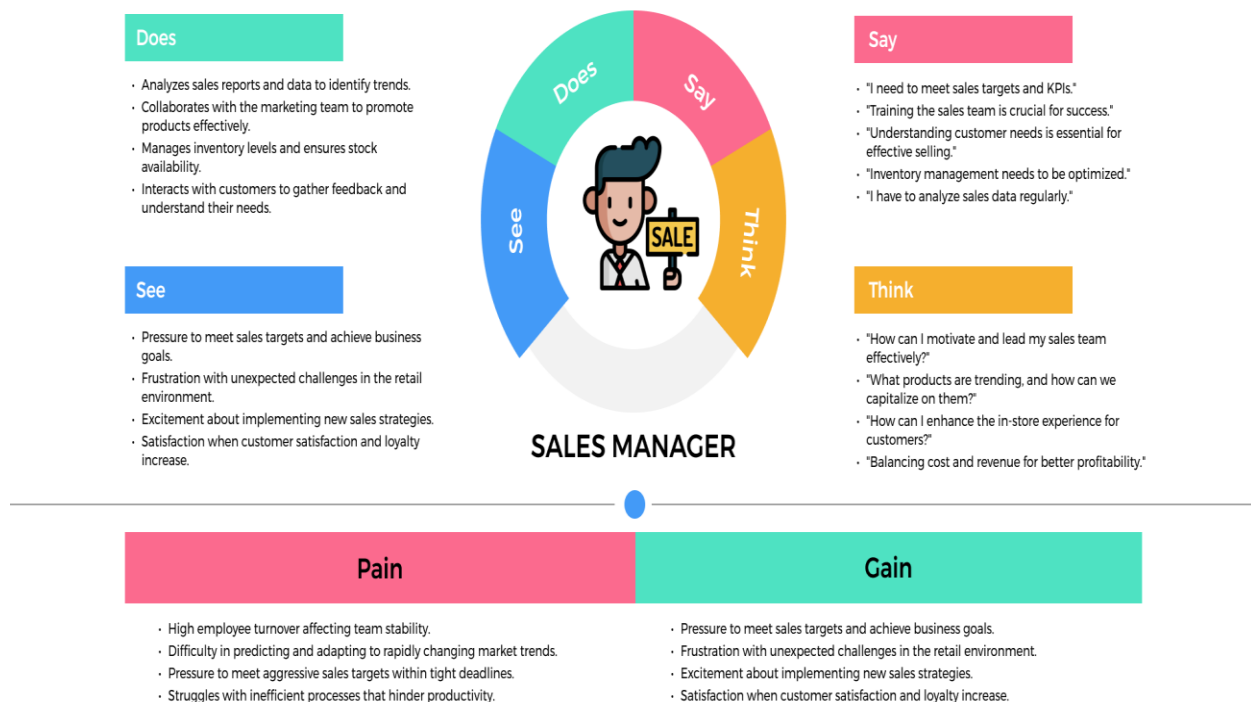 Does
· Analyzes sales reports and data to identify trends.
· Collaborates with the marketing team to promote
products effectively.
· Manages inventory levels and ensures stock
availability.
· Interacts with customers to gather feedback and
understand their needs.
See
· Pressure to meet sales targets and achieve business
goals.
· Frustration with unexpected challenges in the retail
environment.
· Excitement about implementing new sales strategies.
· Satisfaction when customer satisfaction and loyalty
increase.
Does
Say
See
Think
SALE
SALES MANAGER
Say
· "I need to meet sales targets and KPIs."
· "Training the sales team is crucial for success."
· "Understanding customer needs is essential for
effective selling."
· "Inventory management needs to be optimized."
· "I have to analyze sales data regularly."
Think
· "How can I motivate and lead my sales team
effectively?"
· "What products are trending, and how can we
capitalize on them?"
· "How can I enhance the in-store experience for
customers?"
· "Balancing cost and revenue for better profitability."
Pain
· High employee turnover affecting team stability.
· Difficulty in predicting and adapting to rapidly changing market trends.
· Pressure to meet aggressive sales targets within tight deadlines.
· Struggles with inefficient processes that hinder productivity.
Gain
· Pressure to meet sales targets and achieve business goals.
· Frustration with unexpected challenges in the retail environment.
· Excitement about implementing new sales strategies.
· Satisfaction when customer satisfaction and loyalty increase.